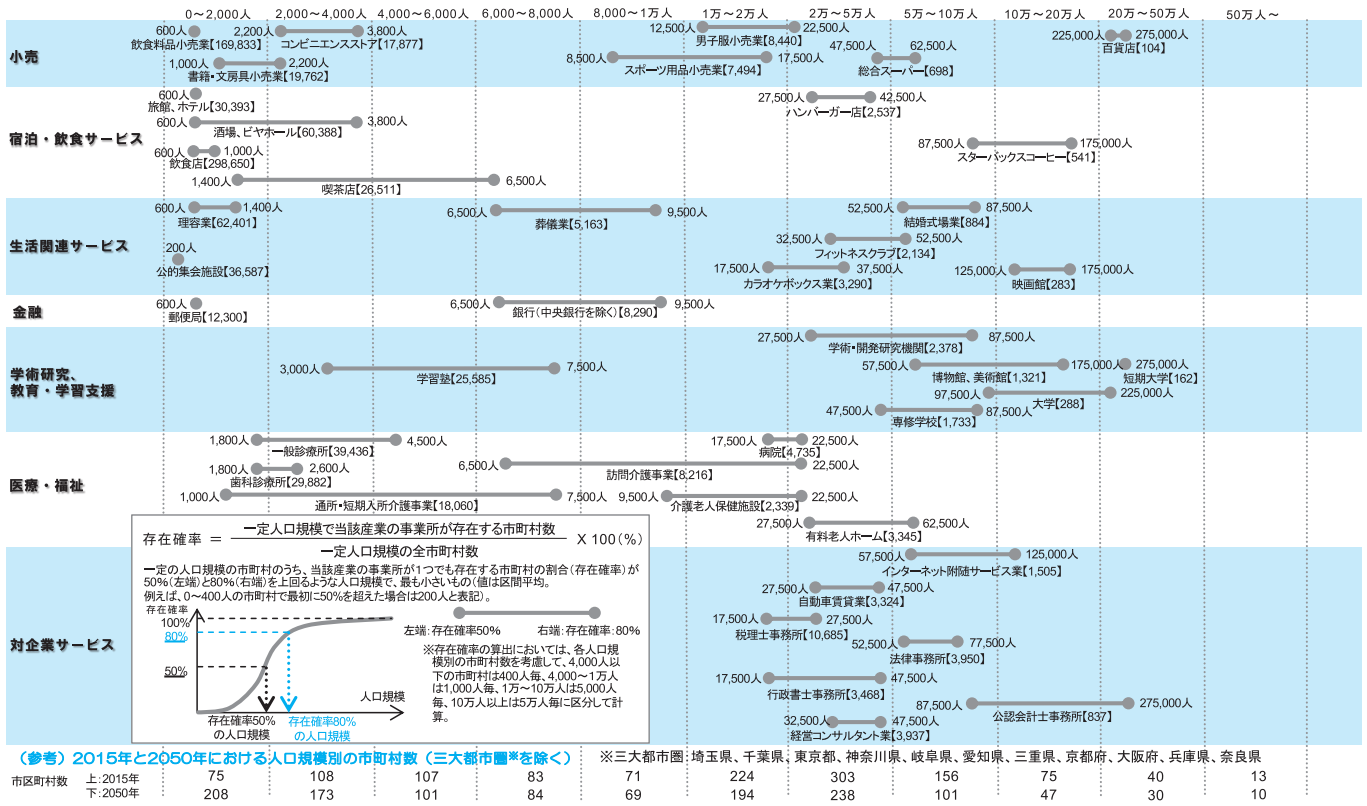 0～2,000人 2,000～4,000人 4,000～6,000人 6,000～8,000人 8,000～1万人 1万～2万人 2万～5万人 5万～10万人 10万～20万人 20万～50万人 50万人～
小売
600人 2,200人 3,800人 12,500人 22,500人 225,000人 275,000人
飲食料品小売業【169,833】 コンビニエンスストア【17,877】 男子服小売業【8,440】 百貨店【104】
47,500人 62,500人
1,000人 2,200人 8,500人 17,500人
書籍・文房具小売業【19,762】 スポーツ用品小売業【7,494】 総合スーパー【698】
宿泊・飲食サービス
600人 27,500人 42,500人
旅館、ホテル【30,393】 ハンバーガー店【2,537】
600人 3,800人
酒場、ビヤホール【60,388】
600人 1,000人 87,500人 175,000人
飲食店【298,650】 スターバックスコーヒー【541】
1,400人 6,500人
喫茶店【26,511】
生活関連サービス
600人 1,400人 6,500人 9,500人 52,500人 87,500人
理容業【62,401】 葬儀業【5,163】 結婚式場業【884】
200人 32,500人 52,500人
フィットネスクラブ【2,134】
公的集会施設【36,587】
17,500人 37,500人 125,000人 175,000人
カラオケボックス業【3,290】 映画館【283】
金融
600人 6,500人 9,500人
郵便局【12,300】 銀行（中央銀行を除く）【8,290】
学術研究、
教育・学習支援
27,500人 87,500人
学術・開発研究機関【2,378】
3,000人 7,500人 57,500人 175,000人 275,000人
学習塾【25,585】 博物館、美術館【1,321】 短期大学【162】
97,500人 225,000人
大学【288】
47,500人 87,500人
専修学校【1,733】
医療・福祉
1,800人 4,500人 17,500人 22,500人
一般診療所【39,436】 病院【4,735】
1,800人 2,600人 6,500人 22,500人
歯科診療所【29,882】 訪問介護事業【8,216】
1,000人 7,500人 9,500人 22,500人
通所・短期入所介護事業【18,060】 介護老人保健施設【2,339】
27,500人 62,500人
有料老人ホーム【3,345】
対企業サービス
57,500人 125,000人
インターネット附随サービス業【1,505】
27,500人 47,500人
自動車賃貸業【3,324】
17,500人 27,500人
税理士事務所【10,685】
52,500人 77,500人
法律事務所【3,950】
17,500人 47,500人
行政書士事務所【3,468】
87,500人 275,000人
公認会計士事務所【837】
32,500人 47,500人
経営コンサルタント業【3,937】
存在確率 ＝ 一定人口規模で当該産業の事業所が存在する市町村数
一定人口規模の全市町村数
X 100（%）
一定の人口規模の市町村のうち、当該産業の事業所が1つでも存在する市町村の割合（存在確率）が
50%（左端）と80%（右端）を上回るような人口規模で、最も小さいもの（値は区間平均。
例えば、0～400人の市町村で最初に50%を超えた場合は200人と表記）。
存在確率
100%
80%
50%
人口規模
存在確率50%
の人口規模
存在確率80%
の人口規模
左端：存在確率50% 右端：存在確率：80%
※存在確率の算出においては、各人口規
模別の市町村数を考慮して、4,000人以
下の市町村は400人毎、4,000～1万人
は1,000人毎、1万～10万人は5,000人
毎、10万人以上は5万人毎に区分して計
算。
（参考）2015年と2050年における人口規模別の市町村数（三大都市圏※を除く） ※三大都市圏：埼玉県、千葉県、東京都、神奈川県、岐阜県、愛知県、三重県、京都府、大阪府、兵庫県、奈良県
市区町村数
上：2015年 75 108 107 83 71 224 303 156 75 40 13
下：2050年 208 173 101 84 69 194 238 101 47 30 10